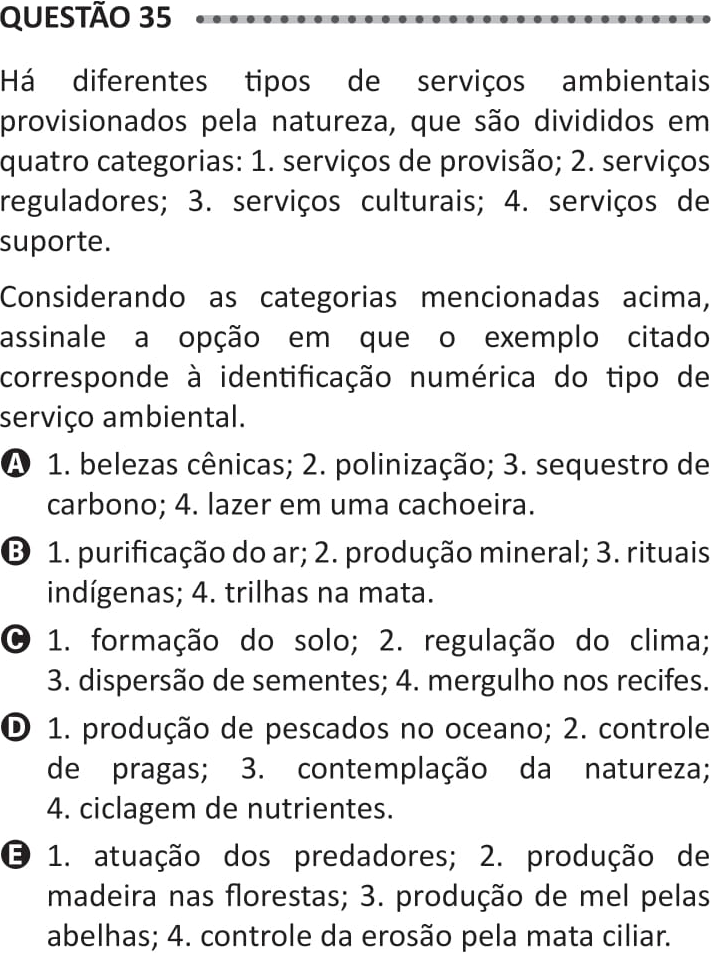 QUESTÃO 35
Há diferentes tipos de serviços ambientais
provisionados pela natureza, que são divididos em
quatro categorias: 1. serviços de provisão; 2. serviços
reguladores; 3. serviços culturais; 4. serviços de
suporte.
Considerando as categorias mencionadas acima,
assinale a opção em que o exemplo citado
corresponde à identificação numérica do tipo de
serviço ambiental.
A 1. belezas cênicas; 2. polinização; 3. sequestro de
carbono; 4. lazer em uma cachoeira.
B 1. purificação do ar; 2. produção mineral; 3. rituais
indígenas; 4. trilhas na mata.
C 1. formação do solo; 2. regulação do clima;
3. dispersão de sementes; 4. mergulho nos recifes.
D 1. produção de pescados no oceano; 2. controle
de pragas; 3. contemplação da natureza;
4. ciclagem de nutrientes.
E 1. atuação dos predadores; 2. produção de
madeira nas florestas; 3. produção de mel pelas
abelhas; 4. controle da erosão pela mata ciliar.